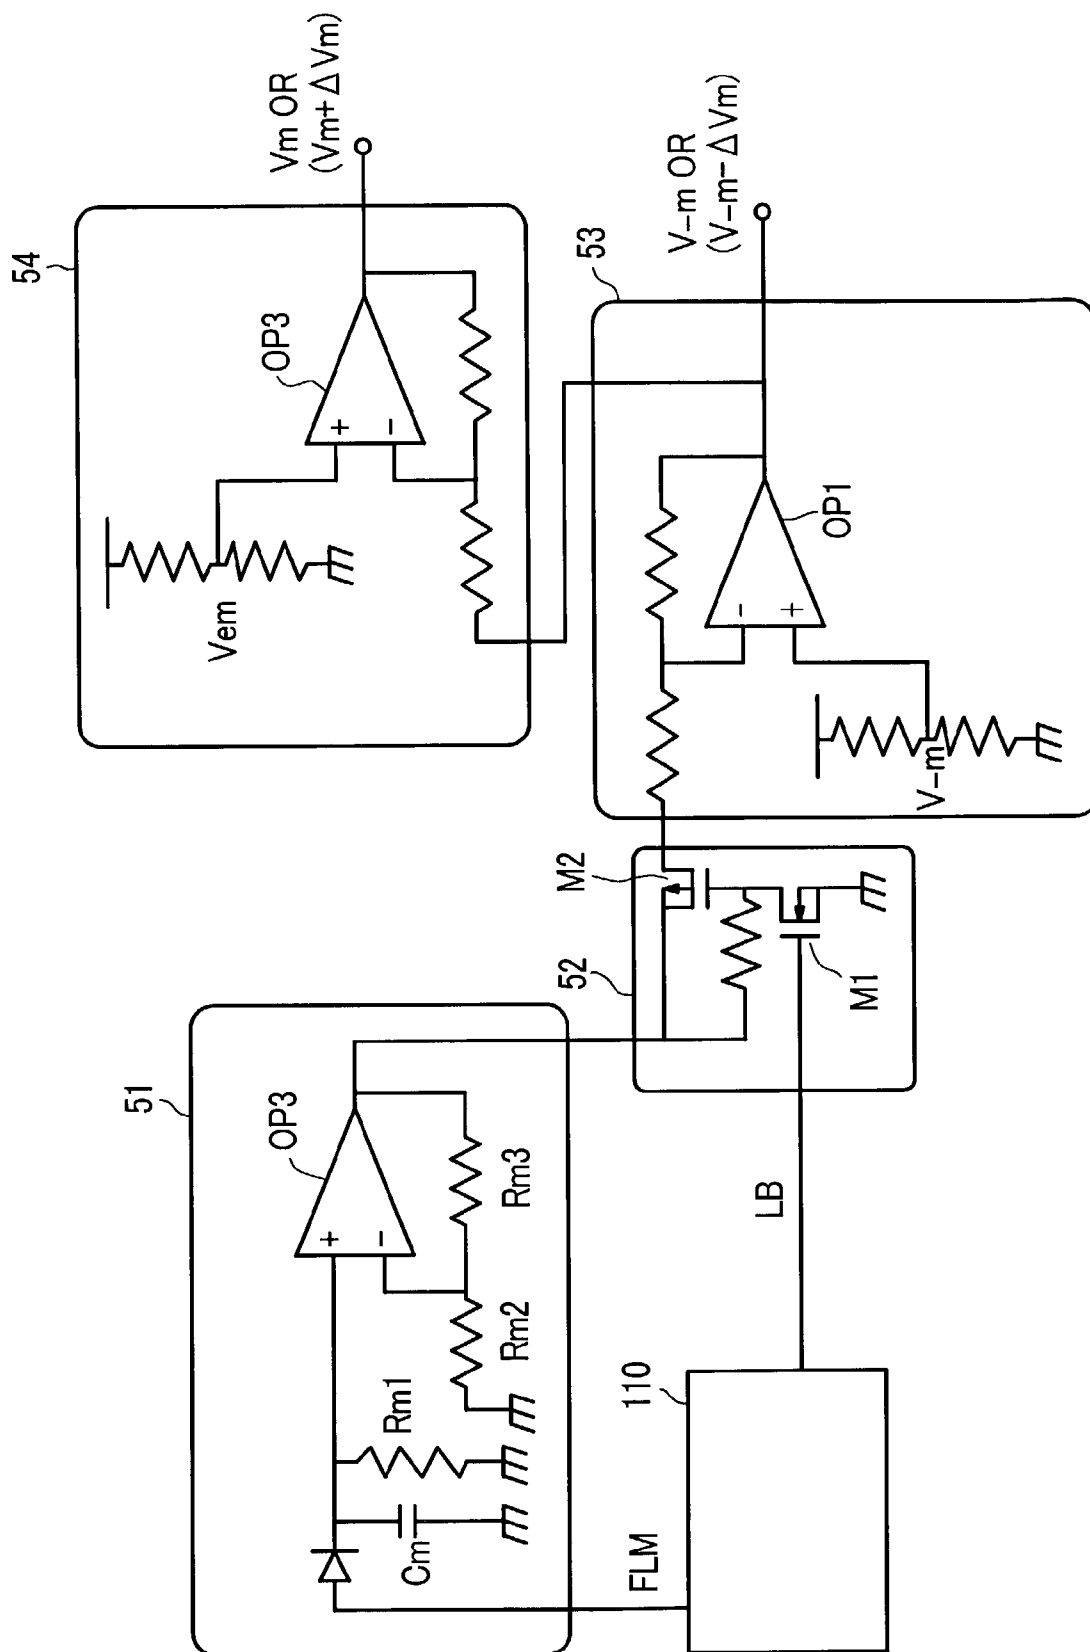 51
OP3
+
-
Rm1
Cm
Rm2
Rm3
FLM
110
LB
52
M2
M1
54
OP3
+
-
Vem
Vm OR
(Vm+ΔVm)
53
OP1
-
+
V-m
V-m OR
(V-m-ΔVm)